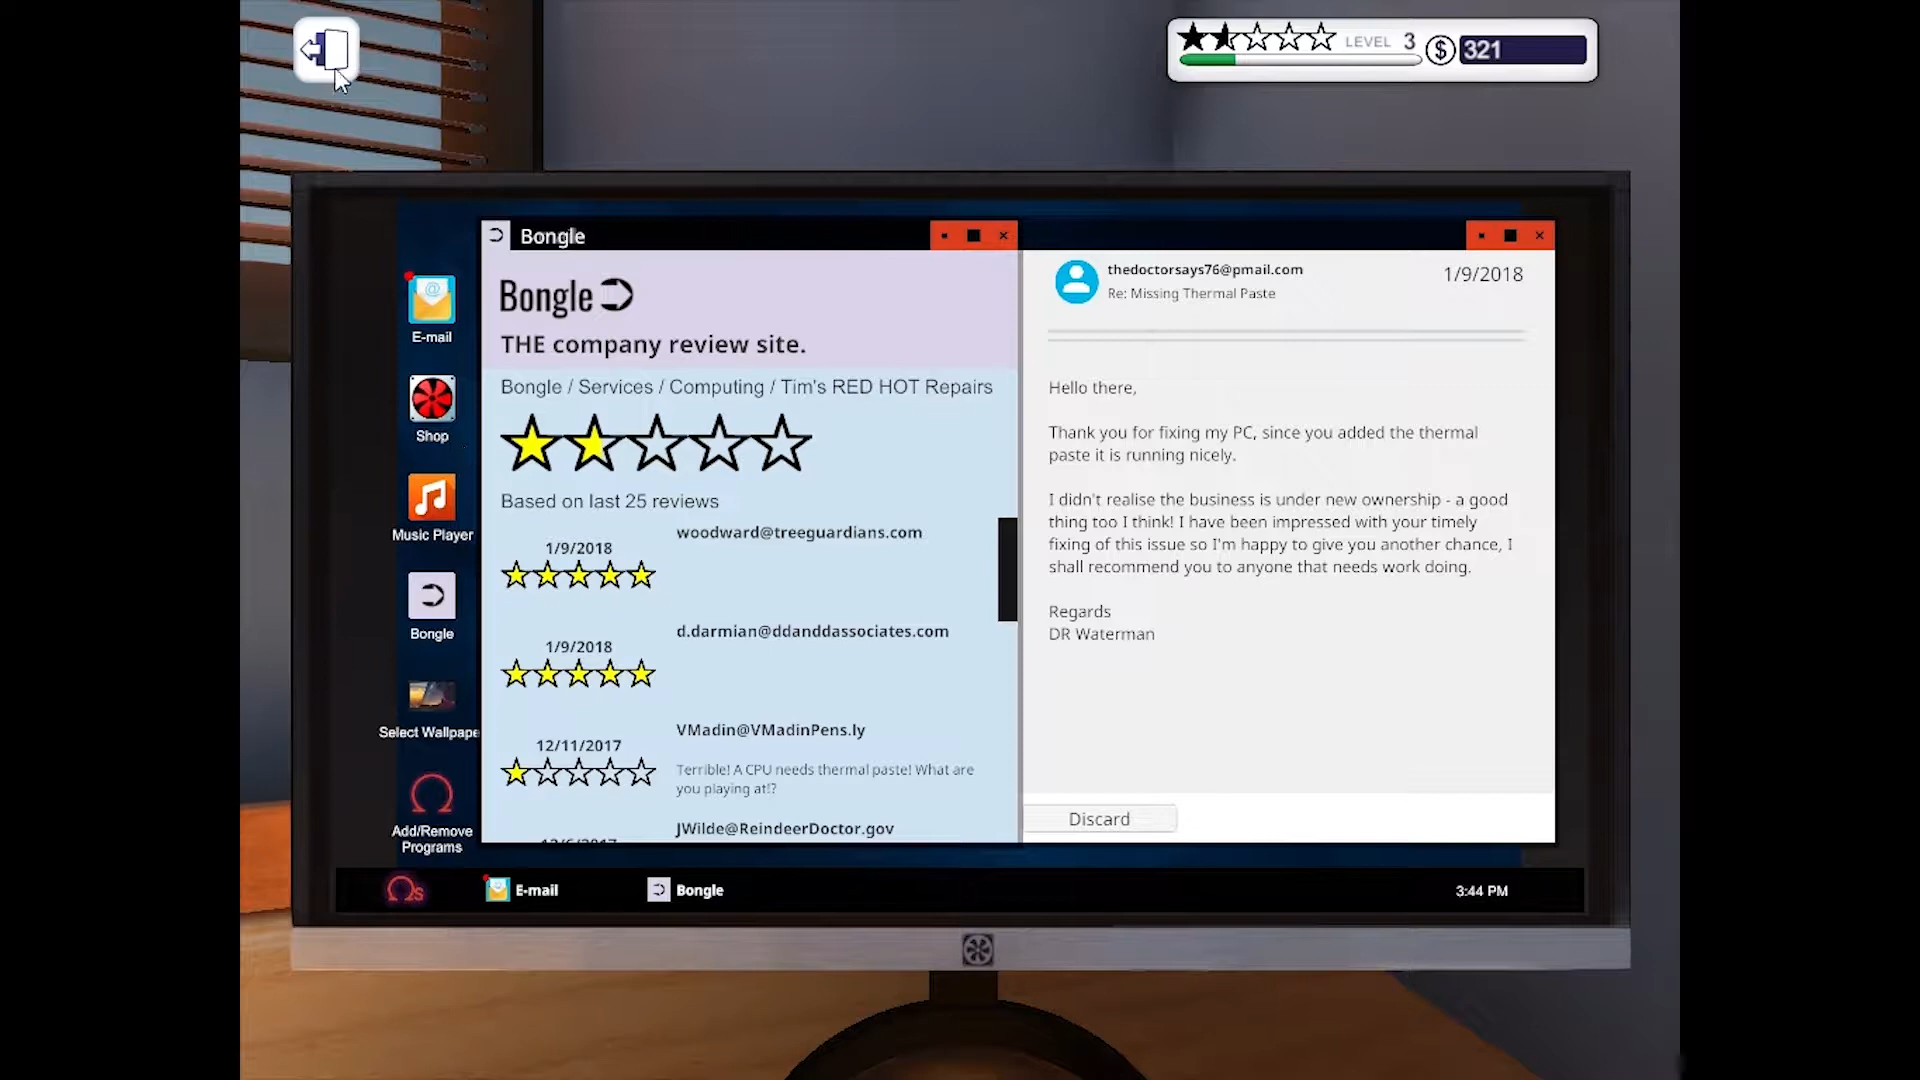 LEVEL 3
$ 321
Bongle
E-mail
Shop
Music Player
Bongle
Select Wallpape
Add/Remove
Programs
Bongle
THE company review site.
Bongle / Services / Computing / Tim's RED HOT Repairs
Based on last 25 reviews
woodward@treeguardians.com
1/9/2018
d.darmian@ddanddassociates.com
1/9/2018
VMadin@VMadinPens.ly
12/11/2017
Terrible! A CPU needs thermal paste! What are
you playing at!?
JWilde@ReindeerDoctor.gov
thedoctorsays76@pmail.com
1/9/2018
Re: Missing Thermal Paste
Hello there,
Thank you for fixing my PC, since you added the thermal
paste it is running nicely.
I didn't realise the business is under new ownership - a good
thing too I think! I have been impressed with your timely
fixing of this issue so I'm happy to give you another chance, I
shall recommend you to anyone that needs work doing.
Regards
DR Waterman
Discard
Ωs
E-mail
Bongle
3:44 PM